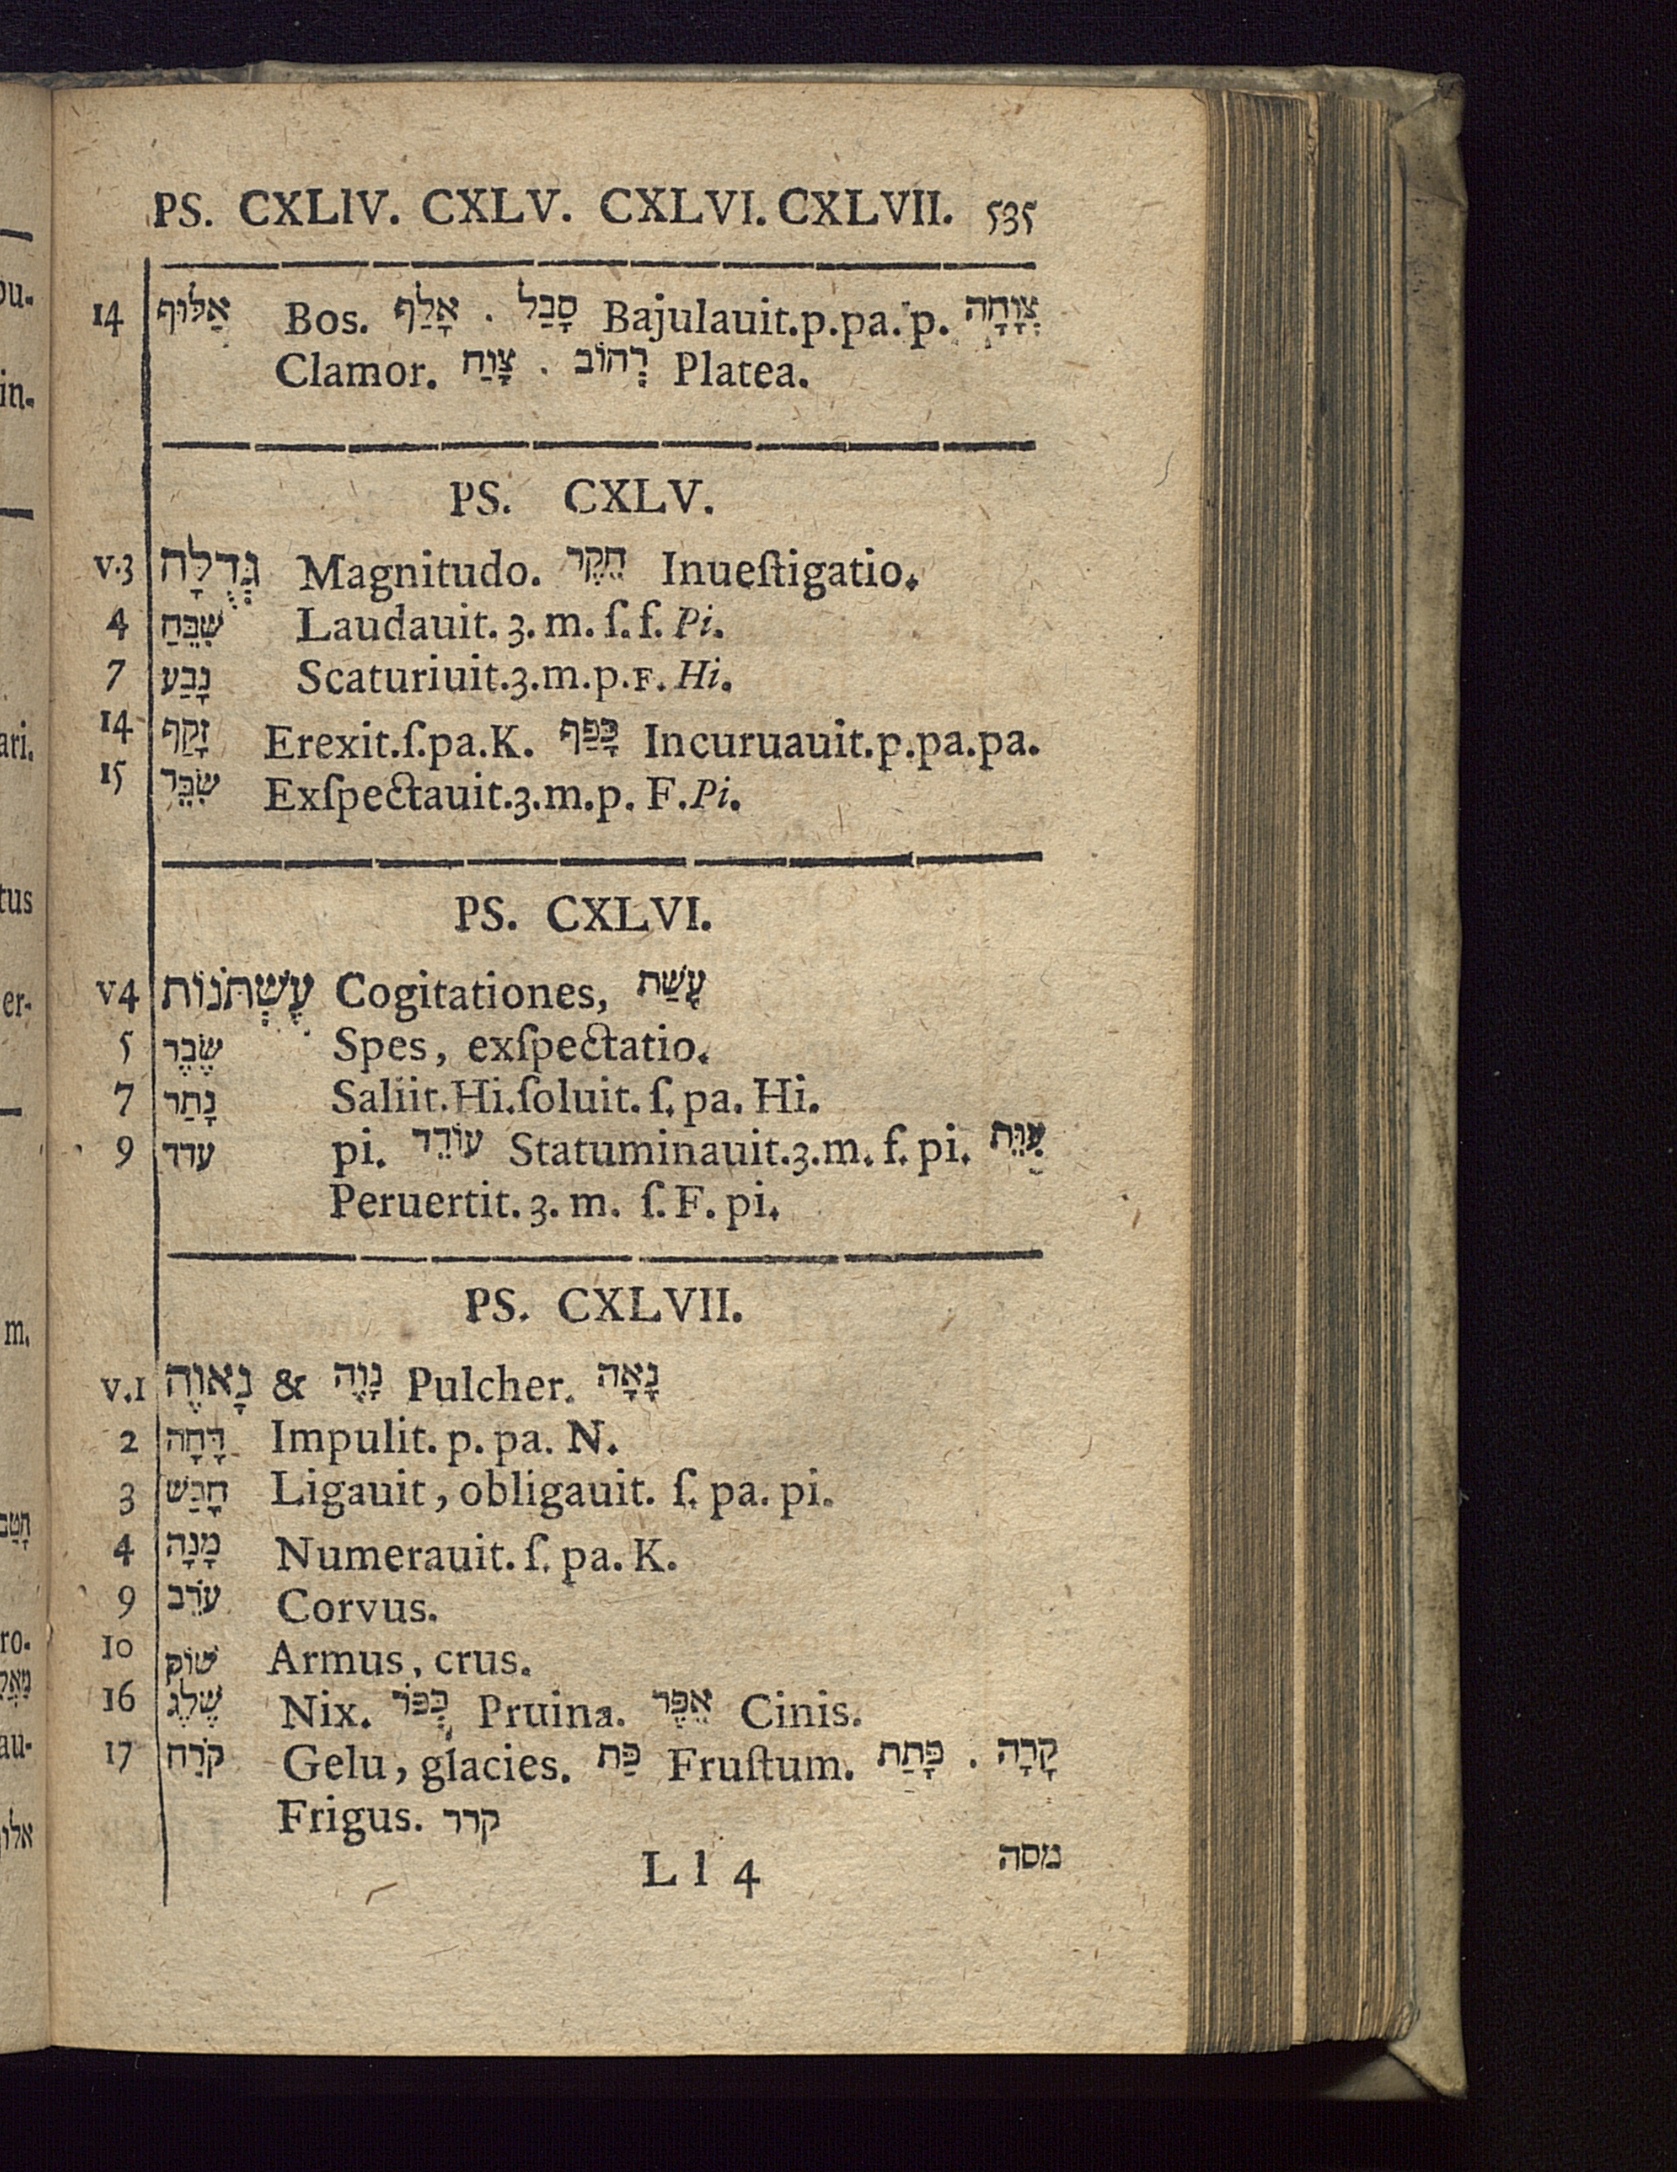 PS. CXLIV. CXLV. CXLVI. CXLVII. 535
14 אַלּוּף Bos. אָלַף . סָבַל Bajulauit.p.pa.p. צְוָחָה
Clamor. צָוַח . רְהוֹב Platea.
PS. CXLV.
v.3 גְּדֻלָּה Magnitudo. חֵקֶר Inueſtigatio.
4 שִׁבֵּחַ Laudauit. 3. m. ſ. f. Pi.
7 נָבַע Scaturiuit.3.m.p.F. Hi.
14 זָקַף Erexit.ſ.pa.K. כָּפַף Incuruauit.p.pa.pa.
15 שִׂבֵּר Exſpectauit.3.m.p. F.Pi.
PS. CXLVI.
v4 עֶשְׁתֹּנוֹת Cogitationes, עָשַׁת
5 שֶׂבֶר Spes, exſpectatio.
7 נָתַר Saliit. Hi.ſoluit. ſ. pa. Hi.
9 עדד pi. עוֹדֵד Statuminauit.3.m. f. pi. עִוֵּת
Peruertit. 3. m. ſ. F. pi.
PS. CXLVII.
v.1 נָאוֶה & נָוֶה Pulcher. נָאָה
2 דָּחָה Impulit. p. pa. N.
3 חָבַשׁ Ligauit, obligauit. ſ. pa. pi.
4 מָנָה Numerauit. ſ. pa. K.
9 עֹרֵב Corvus.
10 שׁוֹק Armus, crus.
16 שֶׁלֶג Nix. כְּפֹר Pruina. אֵפֶר Cinis.
17 קֹרַח Gelu, glacies. פַּת Fruſtum. פָּתַת . קָרָה
Frigus. קרר
L l 4 מסה